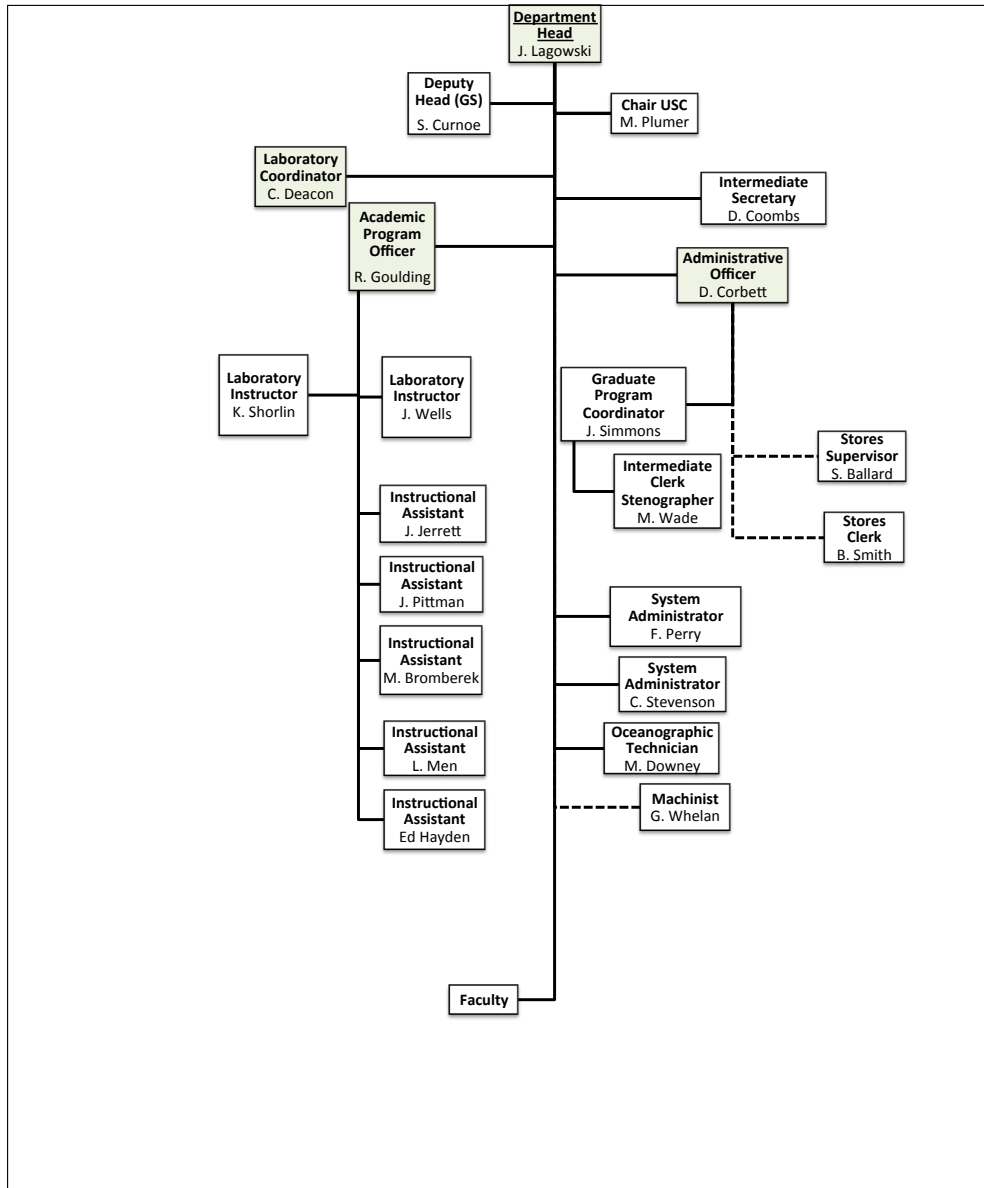 Department
Head
J. Lagowski
Deputy
Head (GS)
S. Curnoe
Chair USC
M. Plumer
Laboratory
Coordinator
C. Deacon
Intermediate
Secretary
D. Coombs
Academic
Program
Officer
R. Goulding
Administrative
Officer
D. Corbett
Laboratory
Instructor
K. Shorlin
Laboratory
Instructor
J. Wells
Graduate
Program
Coordinator
J. Simmons
Stores
Supervisor
S. Ballard
Intermediate
Clerk
Stenographer
M. Wade
Instructional
Assistant
J. Jerrett
Stores
Clerk
B. Smith
Instructional
Assistant
J. Pittman
System
Administrator
F. Perry
Instructional
Assistant
M. Bromberek
System
Administrator
C. Stevenson
Instructional
Assistant
L. Men
Oceanographic
Technician
M. Downey
Instructional
Assistant
Ed Hayden
Machinist
G. Whelan
Faculty